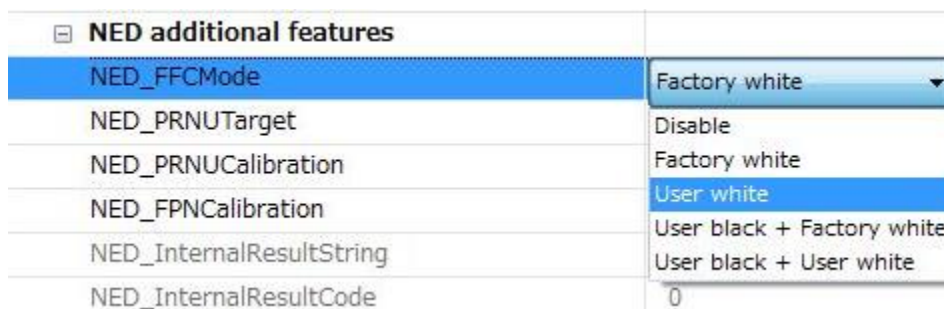 NED additional features
NED_FFCMode
Factory white
NED_PRNUTarget
Disable
NED_PRNUCalibration
Factory white
NED_FPNCalibration
User white
User black + Factory white
NED_InternalResultString
User black + User white
NED_InternalResultCode
0